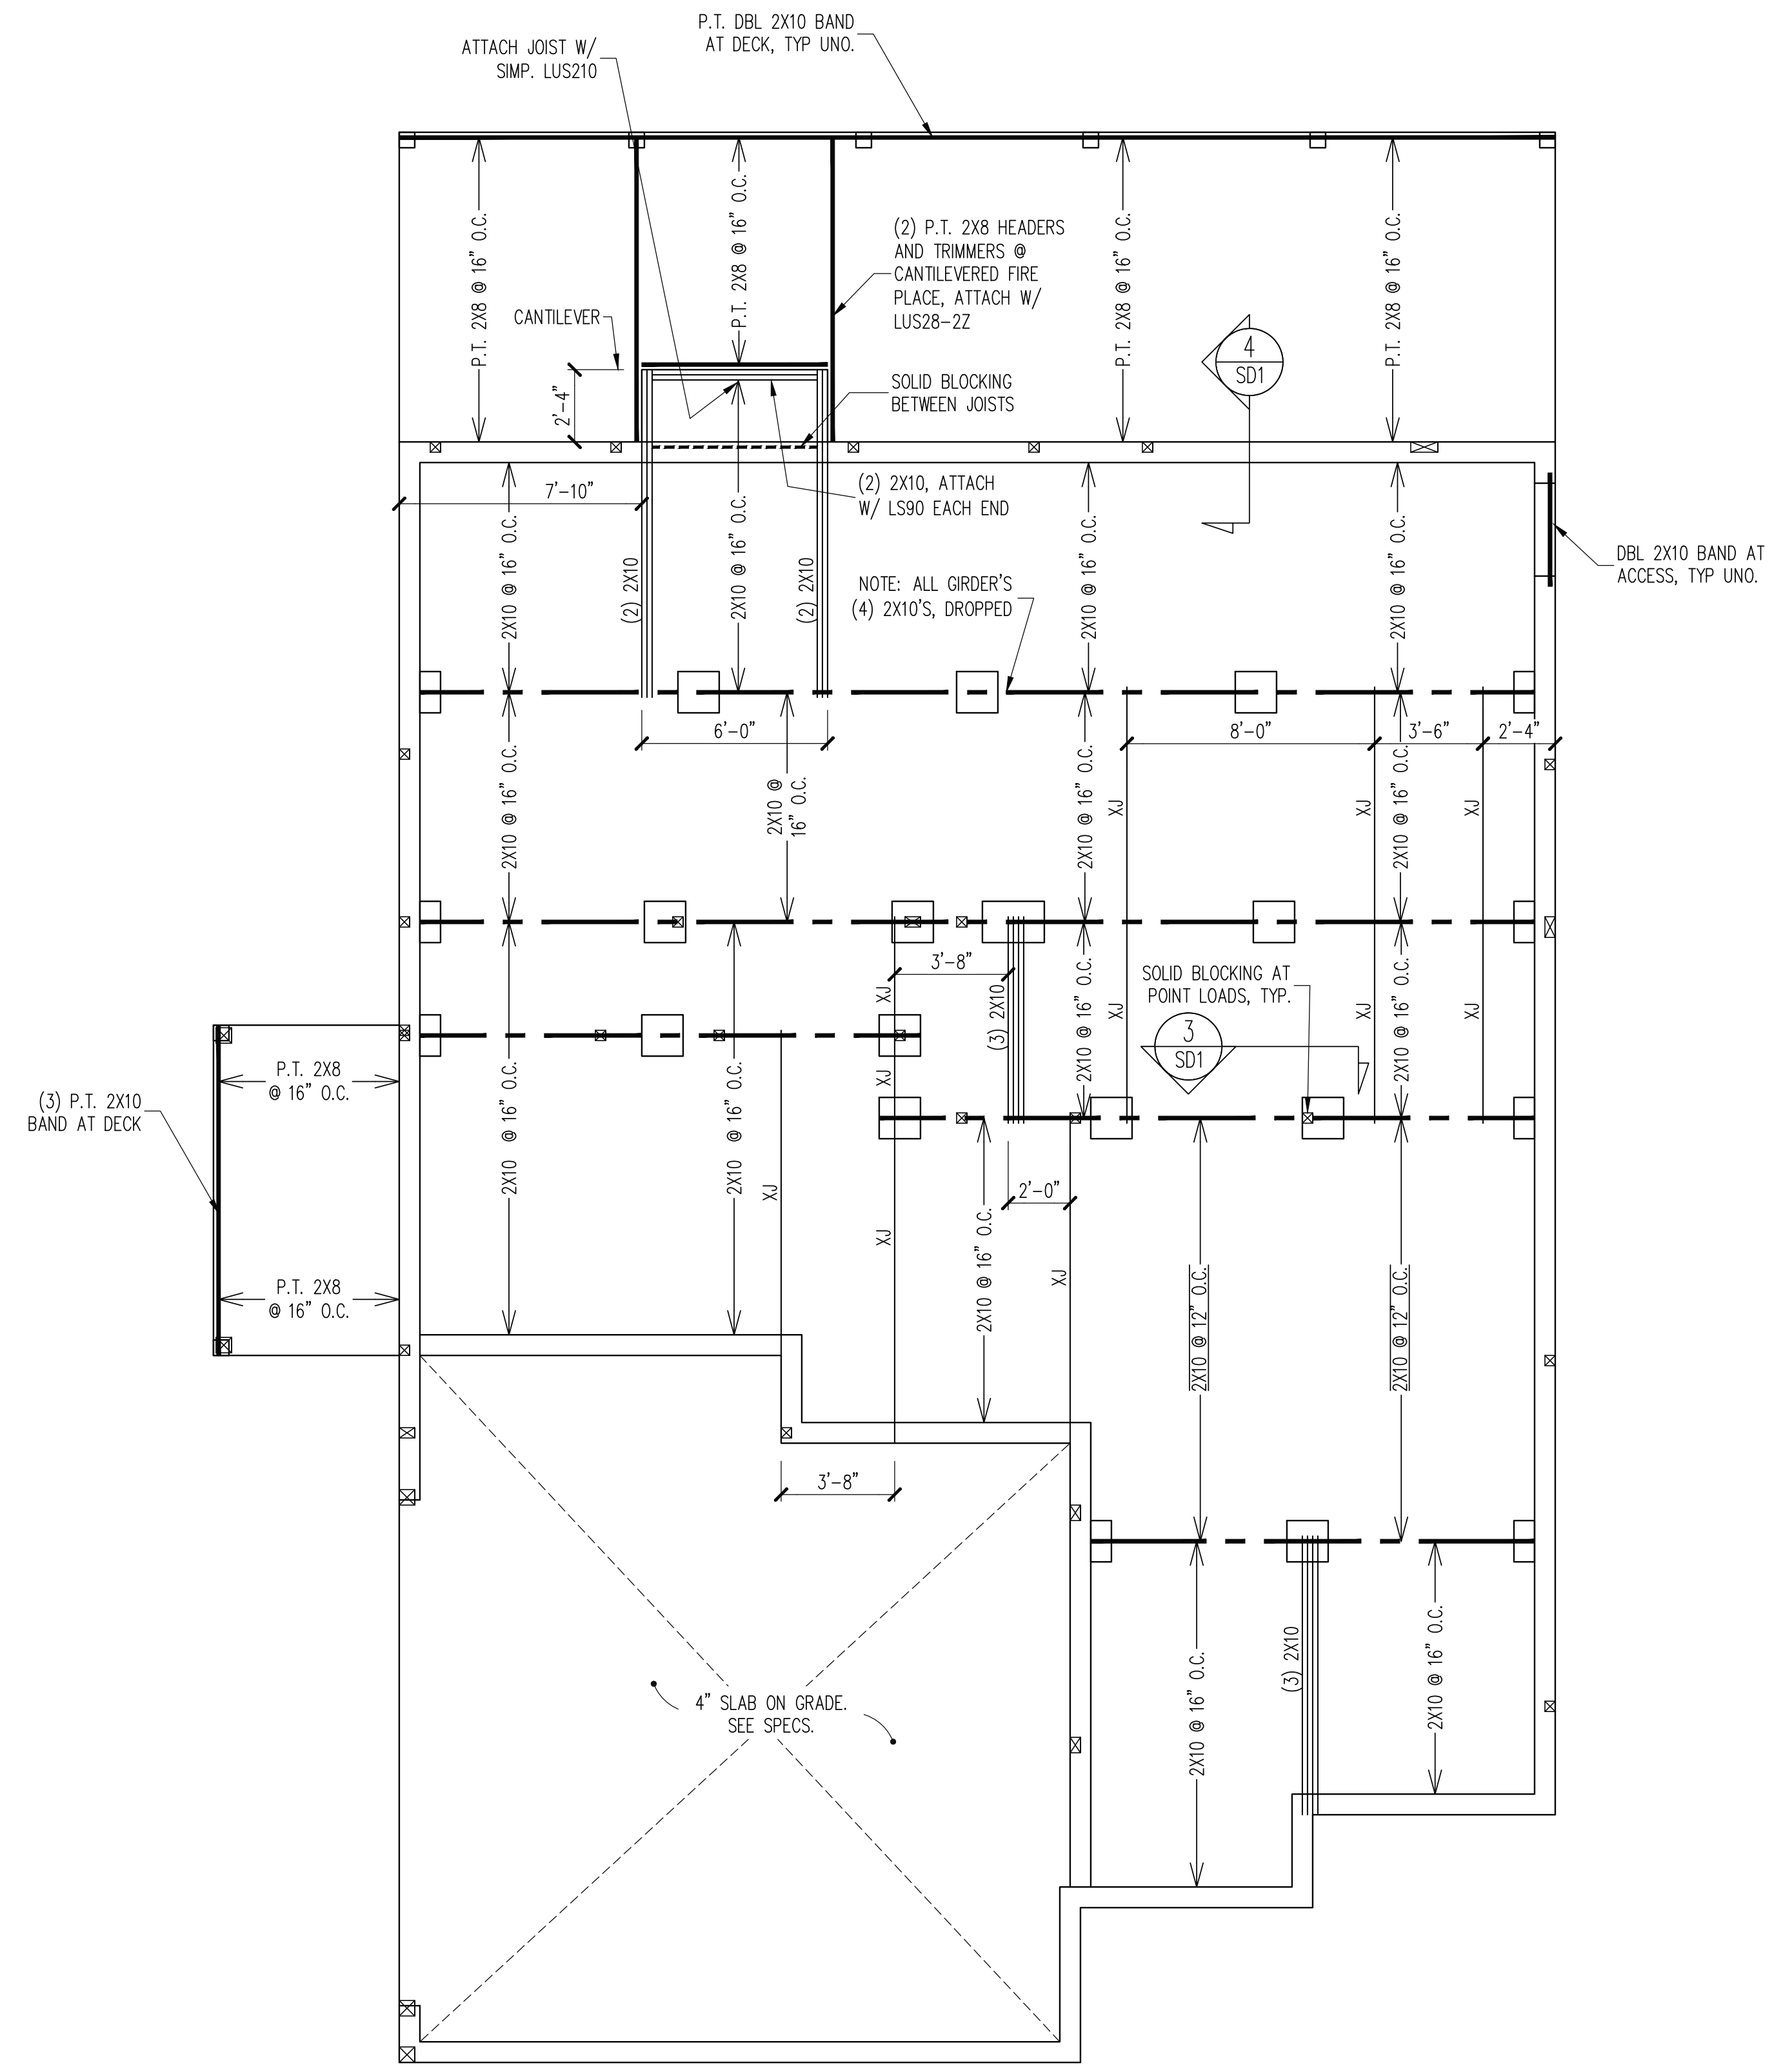 P.T. DBL 2X10 BAND
AT DECK, TYP UNO.
ATTACH JOIST W/
SIMP. LUS210
P.T. 2X8 @ 16" O.C.
P.T. 2X8 @ 16" O.C.
(2) P.T. 2X8 HEADERS
AND TRIMMERS @
CANTILEVERED FIRE
PLACE, ATTACH W/
LUS28-2Z
P.T. 2X8 @ 16" O.C.
P.T. 2X8 @ 16" O.C.
CANTILEVER
4
SD1
2'-4"
SOLID BLOCKING
BETWEEN JOISTS
7'-10"
(2) 2X10, ATTACH
W/ LS90 EACH END
2X10 @ 16" O.C.
(2) 2X10
2X10 @ 16" O.C.
(2) 2X10
NOTE: ALL GIRDER'S
(4) 2X10'S, DROPPED
2X10 @ 16" O.C.
2X10 @ 16" O.C.
DBL 2X10 BAND AT
ACCESS, TYP UNO.
6'-0"
8'-0"
3'-6"
2'-4"
2X10 @ 16" O.C.
2X10 @
16" O.C.
2X10 @ 16" O.C.
XJ
XJ
2X10 @ 16" O.C.
XJ
3'-8"
XJ
(3) 2X10
2X10 @ 16" O.C.
XJ
SOLID BLOCKING AT
POINT LOADS, TYP.
XJ
2X10 @ 16" O.C.
XJ
3
SD1
P.T. 2X8
@ 16" O.C.
XJ
(3) P.T. 2X10
BAND AT DECK
2X10 @ 16" O.C.
2X10 @ 16" O.C.
XJ
XJ
2'-0"
2X10 @ 16" O.C.
XJ
P.T. 2X8
@ 16" O.C.
2X10 @ 12" O.C.
2X10 @ 12" O.C.
3'-8"
4" SLAB ON GRADE.
SEE SPECS.
2X10 @ 16" O.C.
(3) 2X10
2X10 @ 16" O.C.